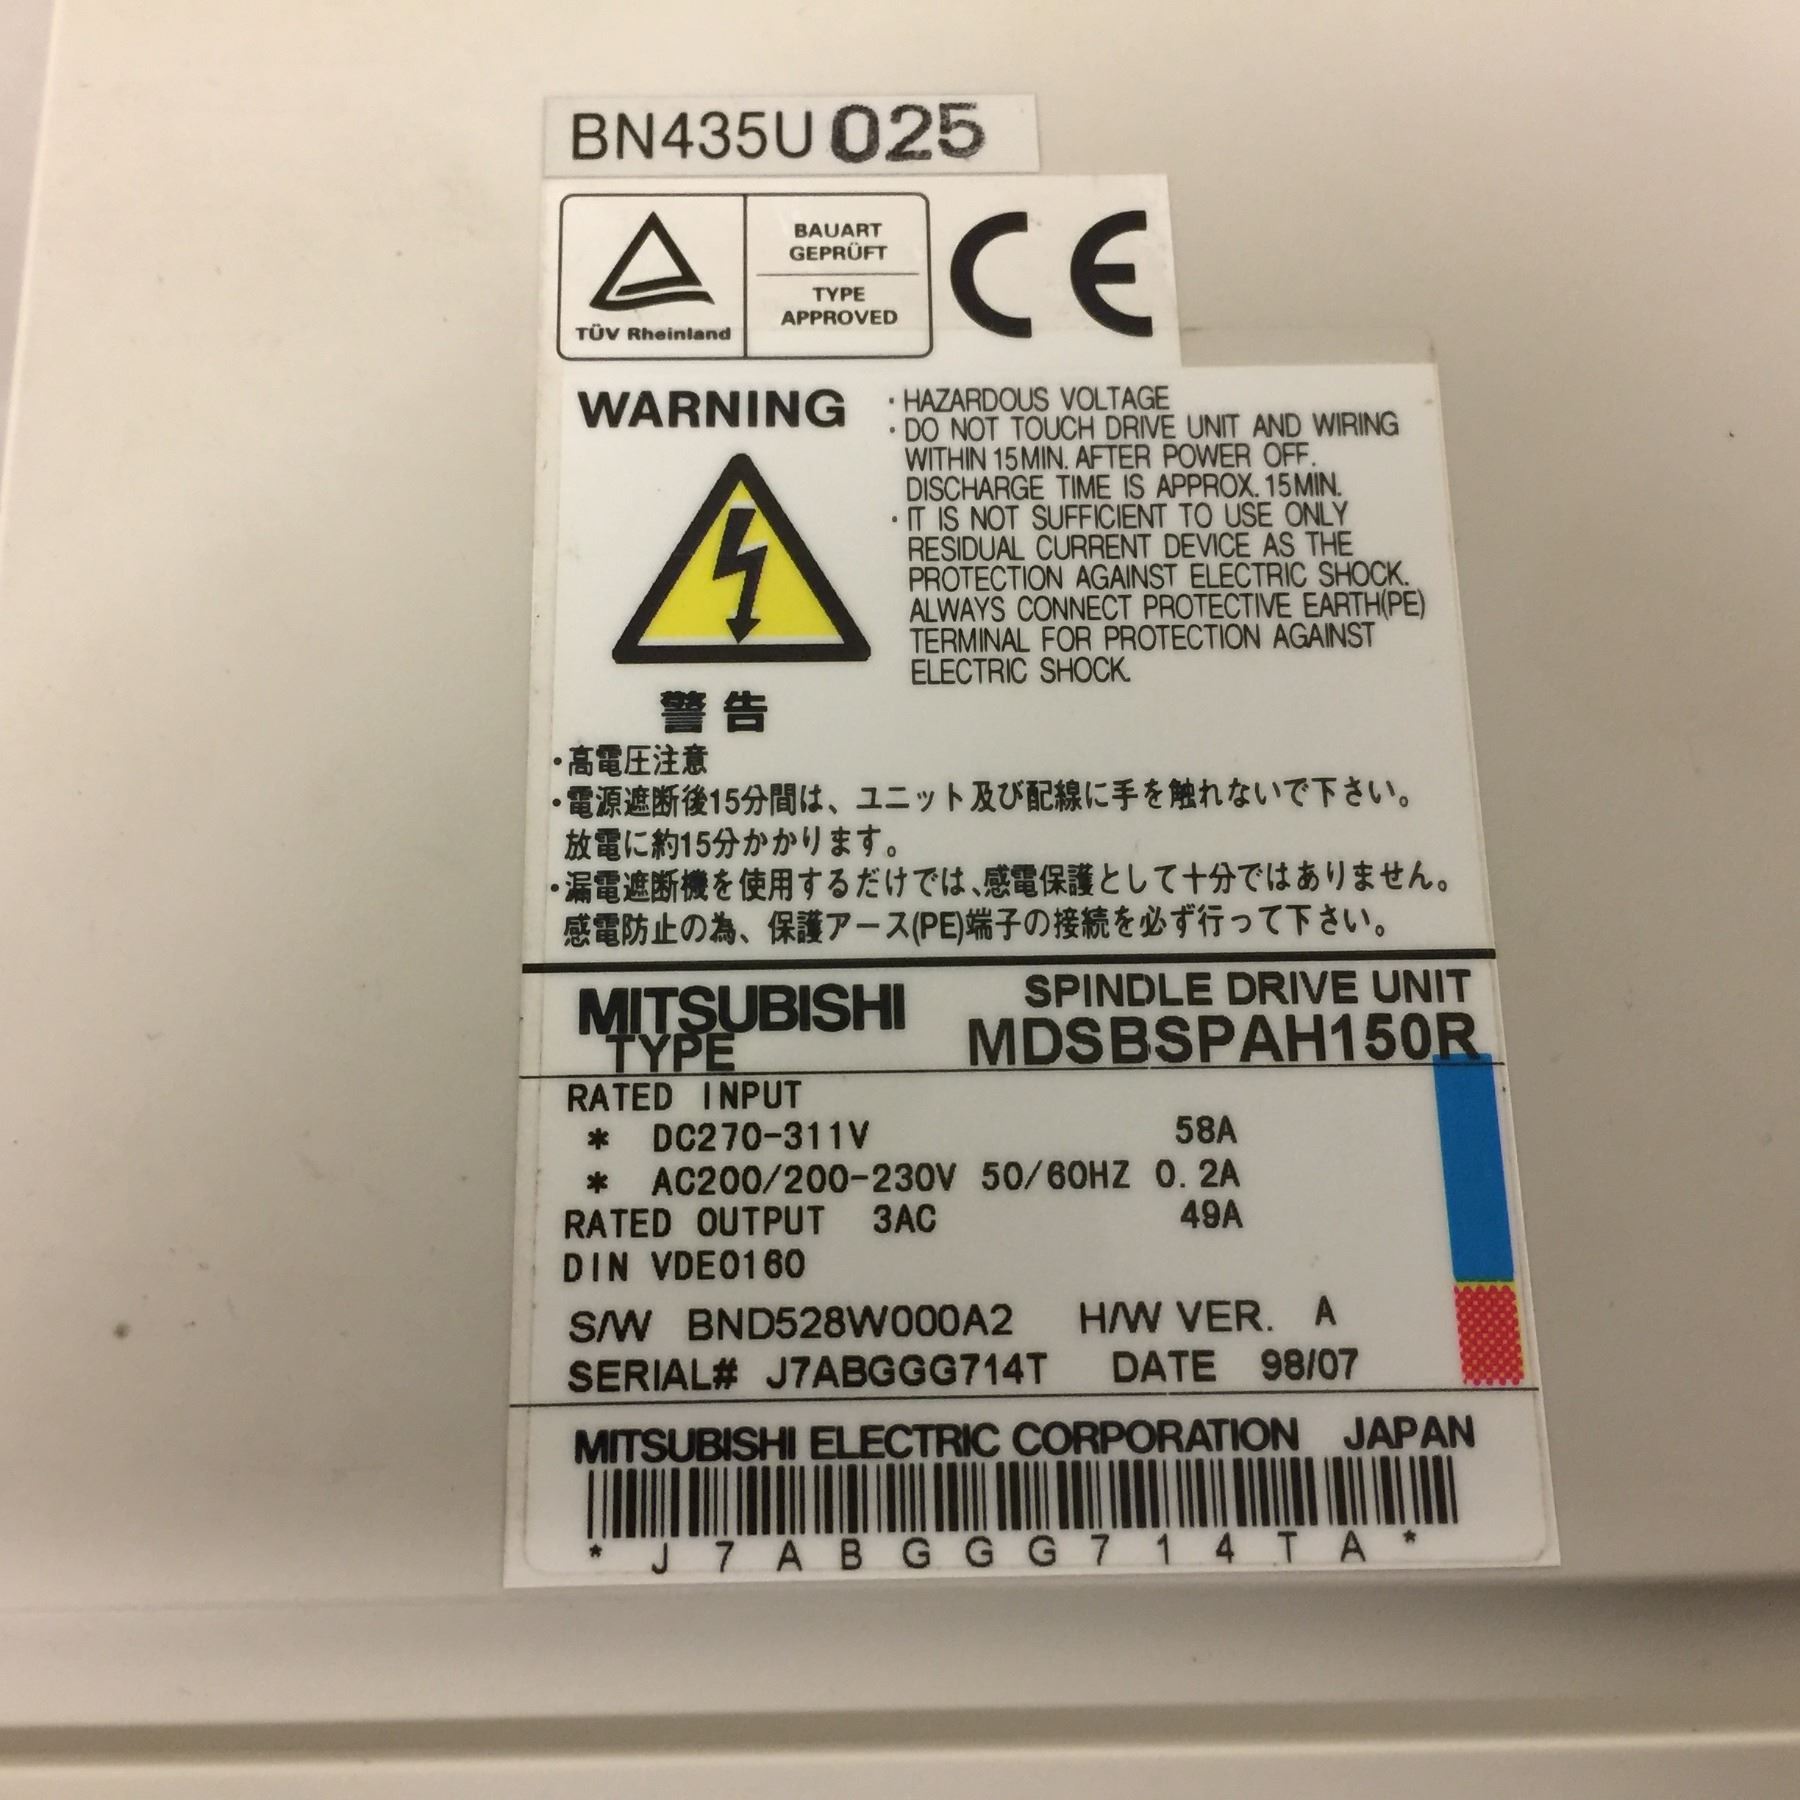 BN435U 025
TÜV Rheinland
BAUART
GEPRÜFT
TYPE
APPROVED
CE
WARNING
・HAZARDOUS VOLTAGE
・DO NOT TOUCH DRIVE UNIT AND WIRING
WITHIN 15MIN. AFTER POWER OFF.
DISCHARGE TIME IS APPROX. 15MIN.
・IT IS NOT SUFFICIENT TO USE ONLY
RESIDUAL CURRENT DEVICE AS THE
PROTECTION AGAINST ELECTRIC SHOCK.
ALWAYS CONNECT PROTECTIVE EARTH(PE)
TERMINAL FOR PROTECTION AGAINST
ELECTRIC SHOCK.
警告
・高電圧注意
・電源遮断後15分間は、ユニット及び配線に手を触れないで下さい。
放電に約15分かかります。
・漏電遮断機を使用するだけでは、感電保護として十分ではありません。
感電防止の為、保護アース(PE)端子の接続を必ず行って下さい。
MITSUBISHI SPINDLE DRIVE UNIT
TYPE MDSBSPAH150R
RATED INPUT
* DC270-311V 58A
* AC200/200-230V 50/60HZ 0.2A
RATED OUTPUT 3AC 49A
DIN VDE0160
S/W BND528W000A2 H/W VER. A
SERIAL# J7ABGGG714T DATE 98/07
MITSUBISHI ELECTRIC CORPORATION JAPAN
*J7ABGGG714TA*